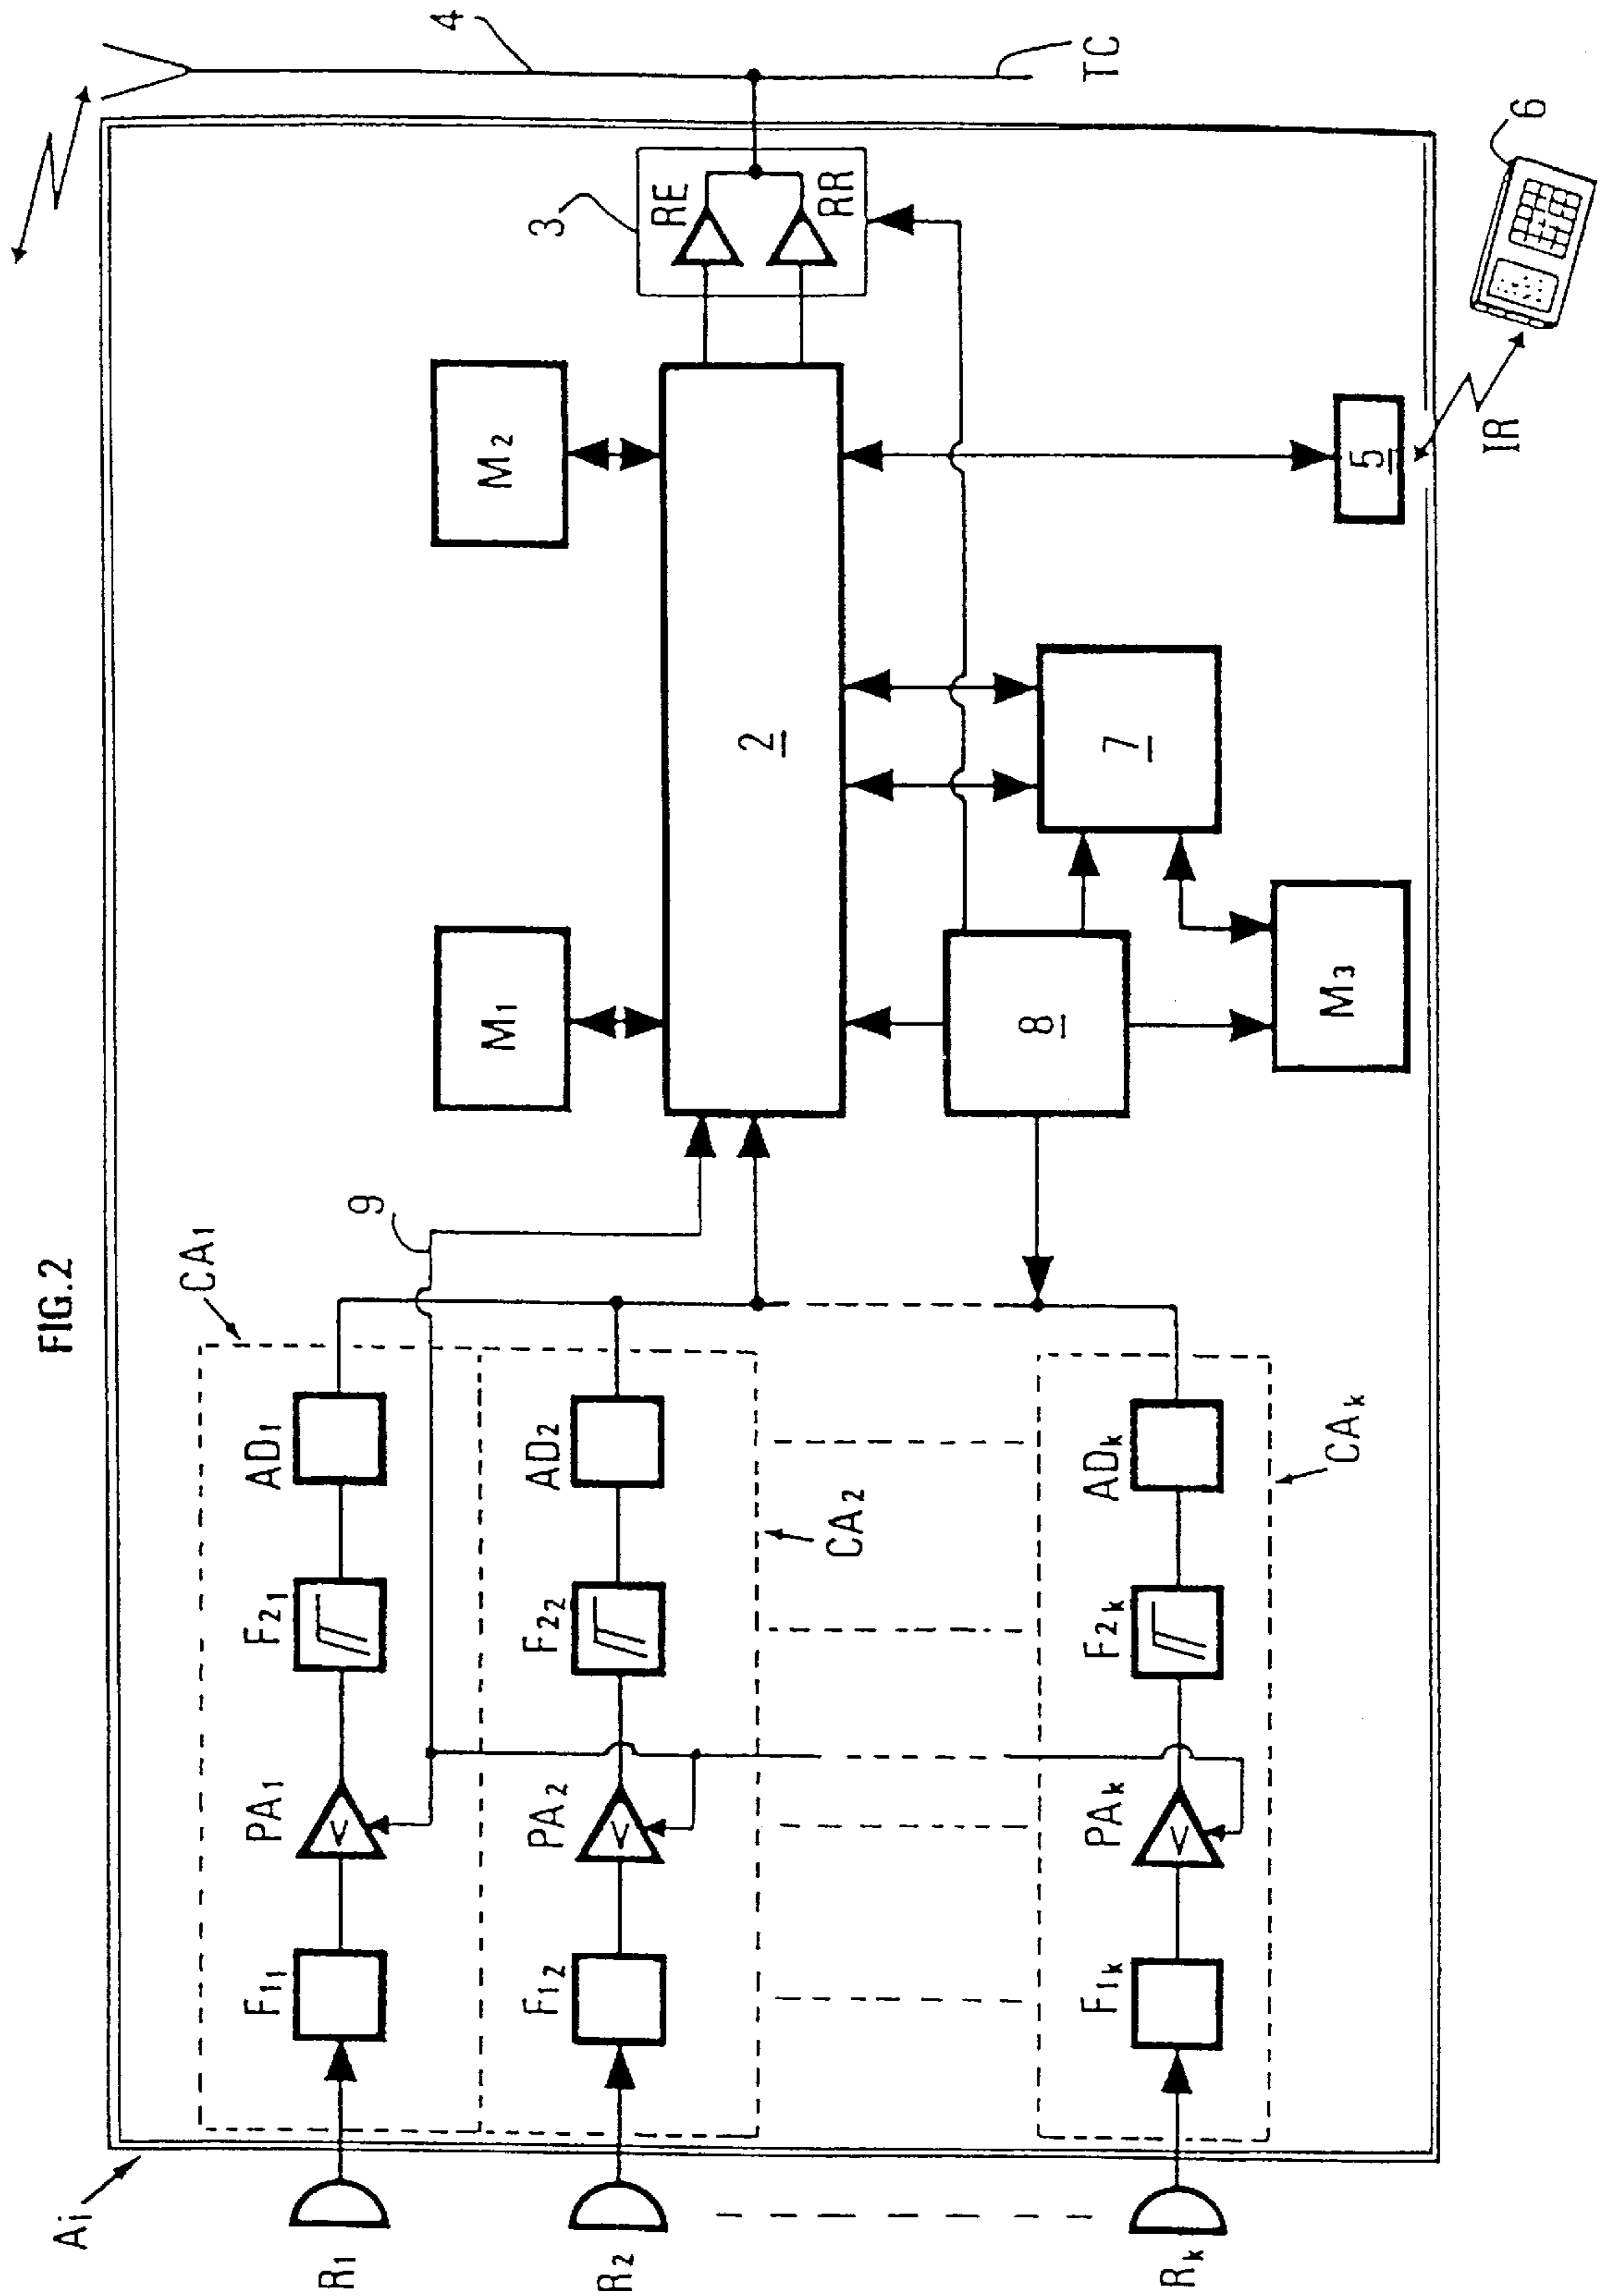 FIG.2
Ai
R1
R2
Rk
CA1
F11
PA1
F21
AD1
9
F12
PA2
F22
AD2
CA2
F1k
PAk
F2k
ADk
CAk
M1
M2
2
3
RE
RR
4
TC
8
7
M3
5
IR
6